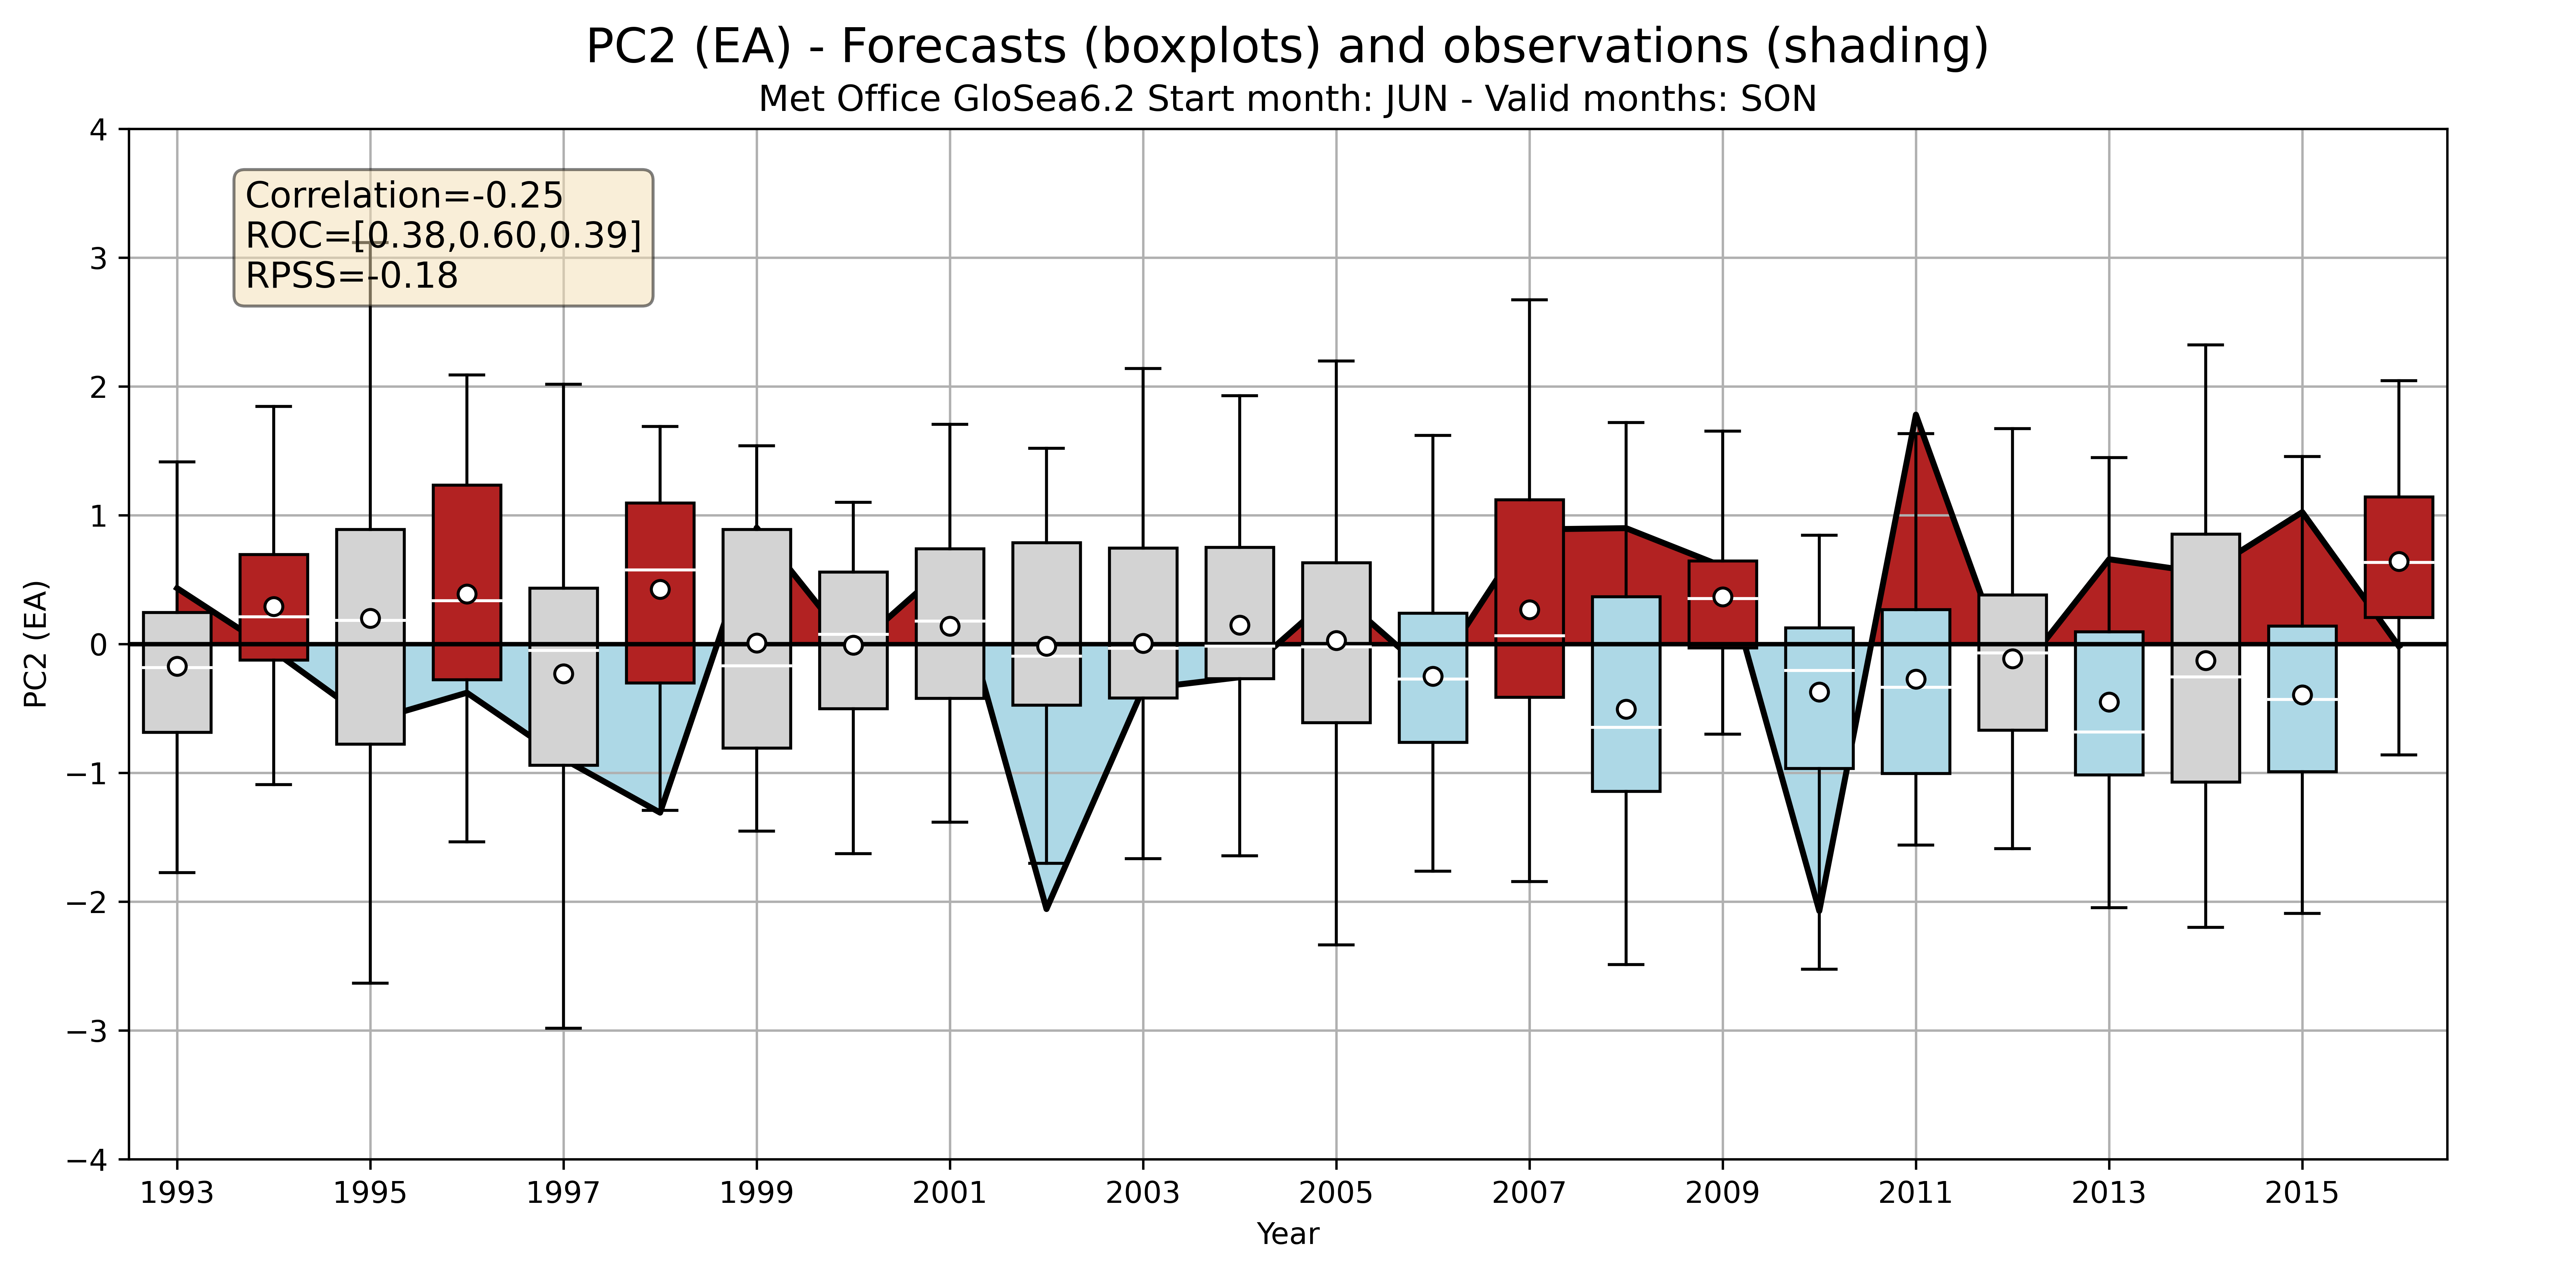 PC2 (EA) - Forecasts (boxplots) and observations (shading)
Met Office GloSea6.2 Start month: JUN - Valid months: SON
Correlation=-0.25
ROC=[0.38,0.60,0.39]
RPSS=-0.18
PC2 (EA)
4
3
2
1
0
−1
−2
−3
−4
1993 1995 1997 1999 2001 2003 2005 2007 2009 2011 2013 2015
Year